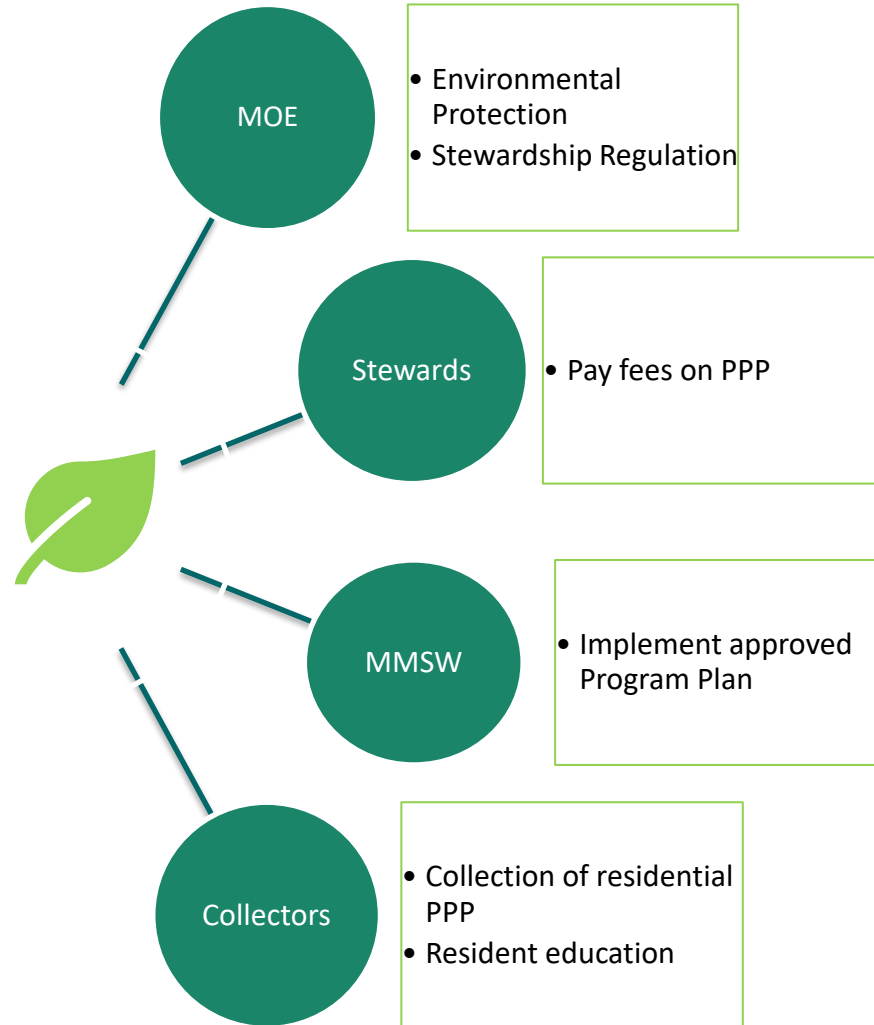 MOE
• Environmental
Protection
• Stewardship Regulation
Stewards
• Pay fees on PPP
MMSW
• Implement approved
Program Plan
Collectors
• Collection of residential
PPP
• Resident education